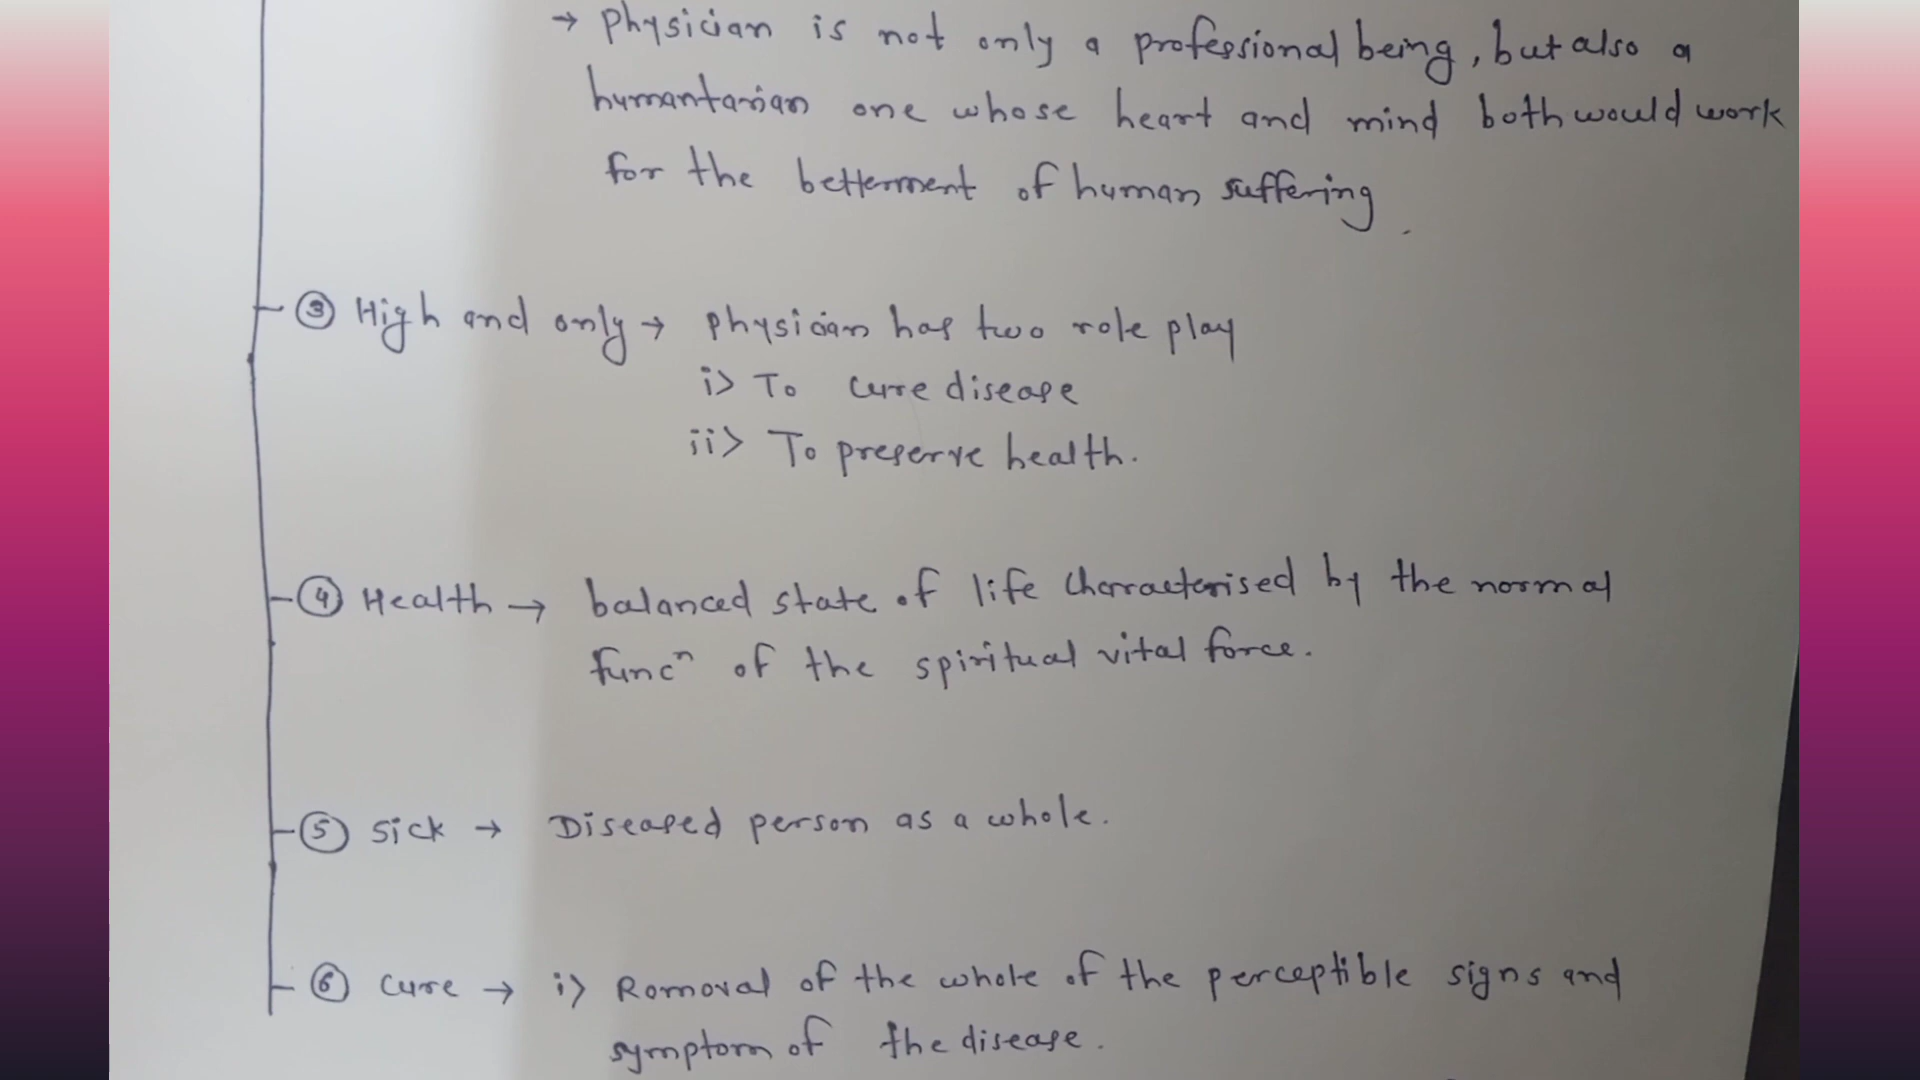 → Physician is not only a professional being, but also a
humantarian one whose heart and mind both would work
for the betterment of human suffering.
③ High and only → physician has two role play
i> To cure disease
ii> To preserve health.
④ Health → balanced state of life characterised by the normal
funcⁿ of the spiritual vital force.
⑤ Sick → Diseased person as a whole.
⑥ Cure → i> Romoval of the whole of the perceptible signs and
symptom of the disease.